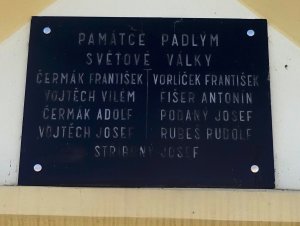 PAMÁTCE PADLÝM
SVĚTOVÉ VÁLKY
ČERMÁK FRANTIŠEK VORLÍČEK FRANTIŠEK
VOJTĚCH VILÉM FIŠER ANTONÍN
ČERMÁK ADOLF PODANÝ JOSEF
VOJTĚCH JOSEF RUBEŠ RUDOLF
STŘÍBRNÝ JOSEF